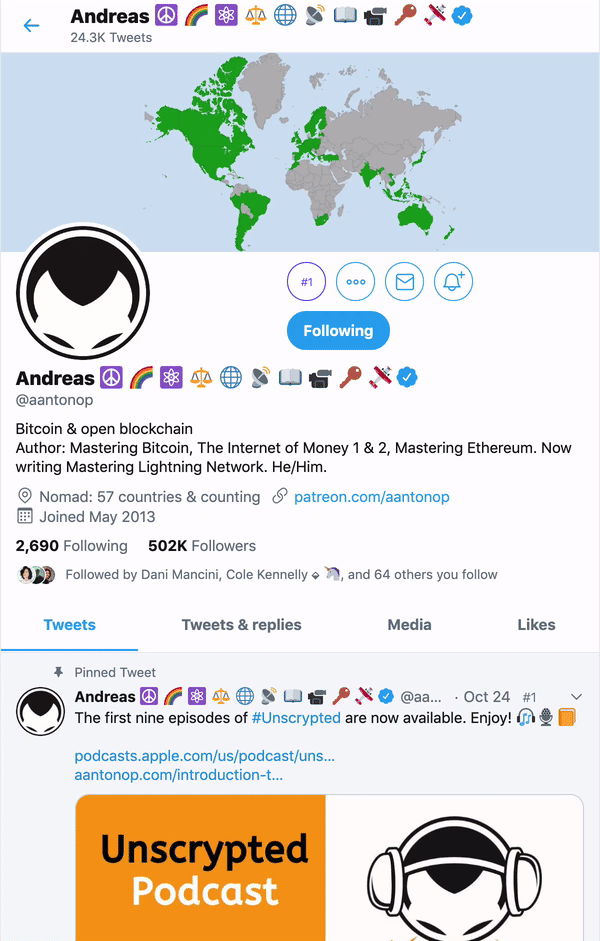 Andreas ☮️ 🌈 ⚛️ ⚖️ 🌐 📡 📖 📹 🔑 🛩️
24.3K Tweets
#1
Following
Andreas ☮️ 🌈 ⚛️ ⚖️ 🌐 📡 📖 📹 🔑 🛩️
@aantonop
Bitcoin & open blockchain
Author: Mastering Bitcoin, The Internet of Money 1 & 2, Mastering Ethereum. Now
writing Mastering Lightning Network. He/Him.
Nomad: 57 countries & counting patreon.com/aantonop
Joined May 2013
2,690 Following 502K Followers
Followed by Dani Mancini, Cole Kennelly ⬙ 🦄, and 64 others you follow
Tweets Tweets & replies Media Likes
Pinned Tweet
Andreas ☮️ 🌈 ⚛️ ⚖️ 🌐 📡 📖 📹 🔑 🛩️ @aa... · Oct 24 #1
The first nine episodes of #Unscrypted are now available. Enjoy! 🎧 🎙️ 📙
podcasts.apple.com/us/podcast/uns...
aantonop.com/introduction-t...
Unscrypted
Podcast